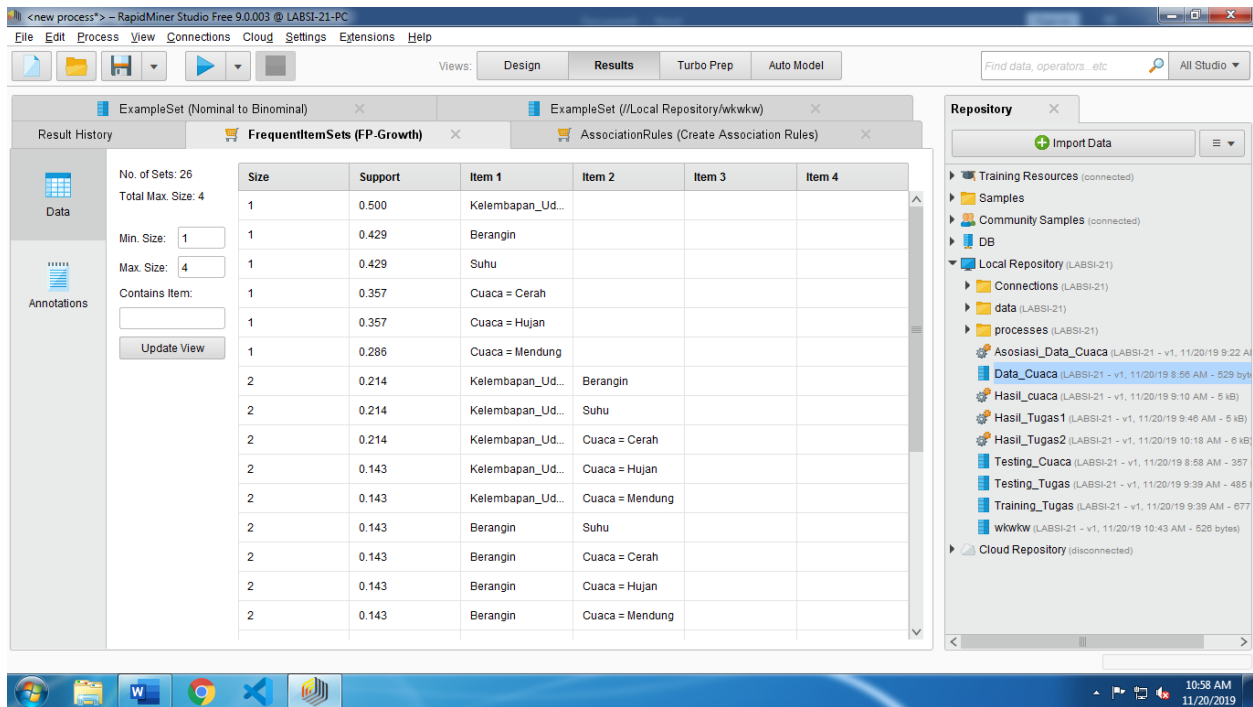 <new process*> – RapidMiner Studio Free 9.0.003 @ LABSI-21-PC
File Edit Process View Connections Cloud Settings Extensions Help
Views: Design Results Turbo Prep Auto Model
Find data, operators...etc
All Studio
ExampleSet (Nominal to Binominal)
ExampleSet (//Local Repository/wkwkw)
Result History
FrequentItemSets (FP-Growth)
AssociationRules (Create Association Rules)
Data
Annotations
No. of Sets: 26
Total Max. Size: 4
Min. Size: 1
Max. Size: 4
Contains Item:
Update View
Size Support Item 1 Item 2 Item 3 Item 4
1 0.500 Kelembapan_Ud...
1 0.429 Berangin
1 0.429 Suhu
1 0.357 Cuaca = Cerah
1 0.357 Cuaca = Hujan
1 0.286 Cuaca = Mendung
2 0.214 Kelembapan_Ud... Berangin
2 0.214 Kelembapan_Ud... Suhu
2 0.214 Kelembapan_Ud... Cuaca = Cerah
2 0.143 Kelembapan_Ud... Cuaca = Hujan
2 0.143 Kelembapan_Ud... Cuaca = Mendung
2 0.143 Berangin Suhu
2 0.143 Berangin Cuaca = Cerah
2 0.143 Berangin Cuaca = Hujan
2 0.143 Berangin Cuaca = Mendung
Repository
Import Data
Training Resources (connected)
Samples
Community Samples (connected)
DB
Local Repository (LABSI-21)
Connections (LABSI-21)
data (LABSI-21)
processes (LABSI-21)
Asosiasi_Data_Cuaca (LABSI-21 - v1, 11/20/19 9:22 A
Data_Cuaca (LABSI-21 - v1, 11/20/19 8:56 AM - 529 byt
Hasil_cuaca (LABSI-21 - v1, 11/20/19 9:10 AM - 5 kB)
Hasil_Tugas1 (LABSI-21 - v1, 11/20/19 9:46 AM - 5 kB)
Hasil_Tugas2 (LABSI-21 - v1, 11/20/19 10:18 AM - 6 kB
Testing_Cuaca (LABSI-21 - v1, 11/20/19 8:58 AM - 357
Testing_Tugas (LABSI-21 - v1, 11/20/19 9:39 AM - 485
Training_Tugas (LABSI-21 - v1, 11/20/19 9:39 AM - 677
wkwkw (LABSI-21 - v1, 11/20/19 10:43 AM - 526 bytes)
Cloud Repository (disconnected)
10:58 AM
11/20/2019